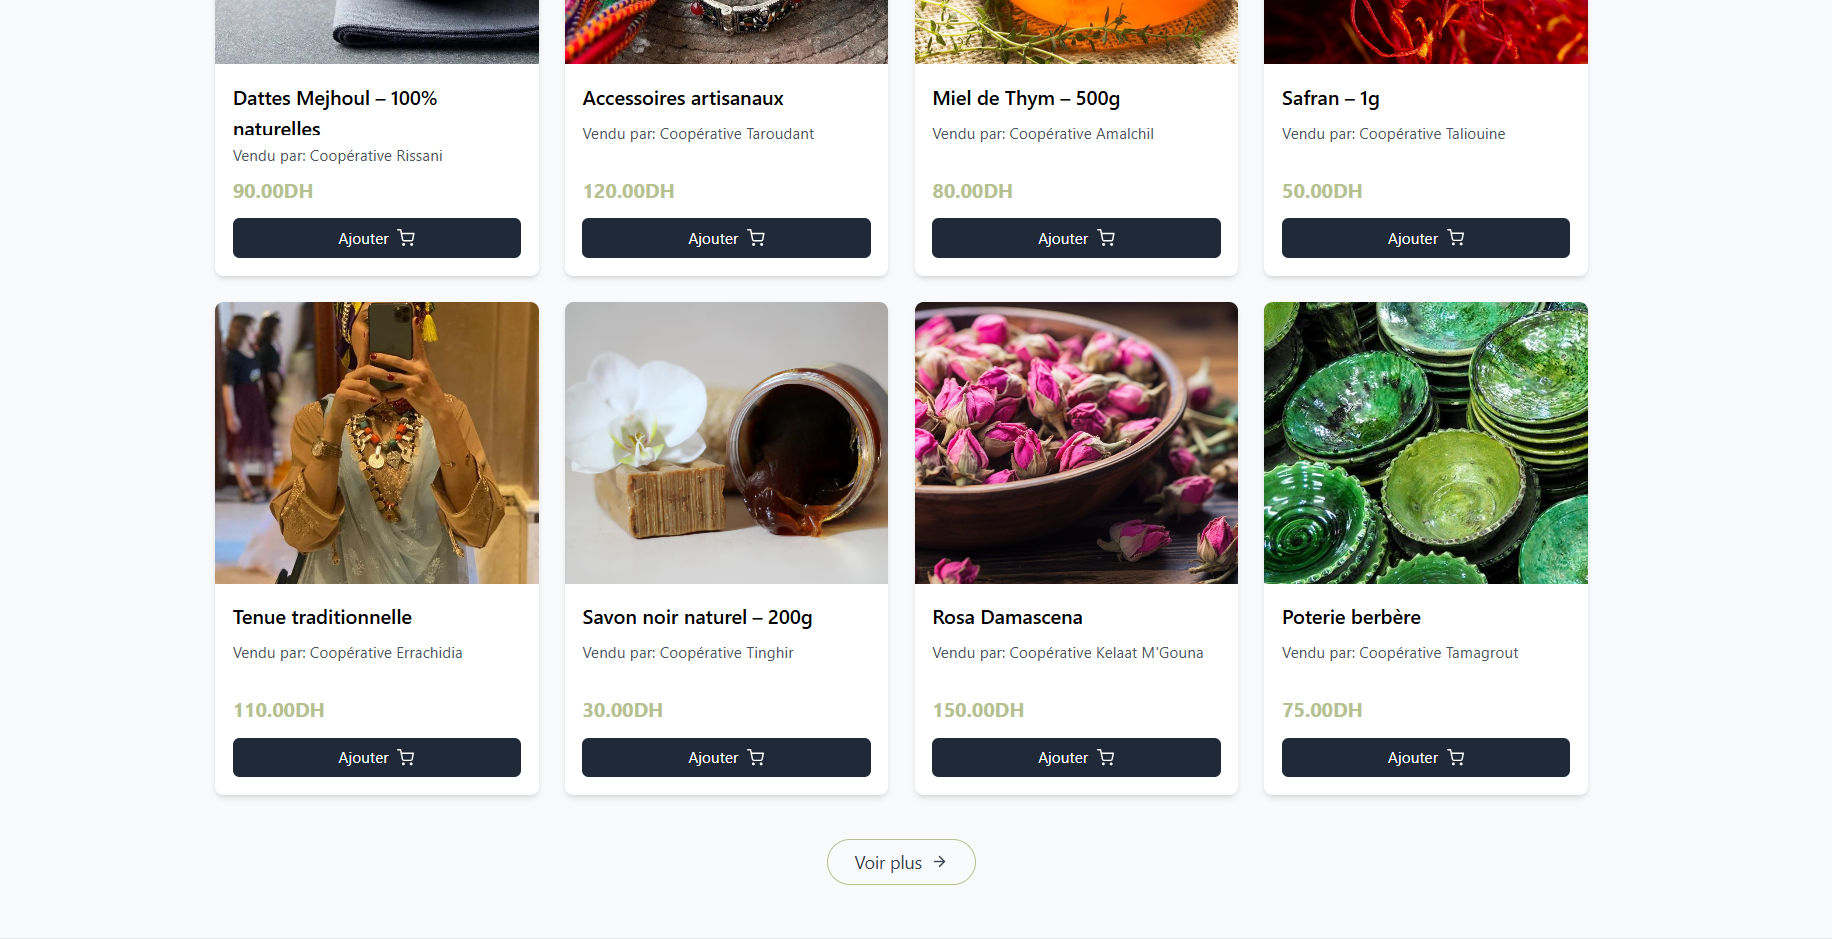 Dattes Mejhoul – 100%
naturelles
Vendu par: Coopérative Rissani
90.00DH
Ajouter
Accessoires artisanaux
Vendu par: Coopérative Taroudant
120.00DH
Ajouter
Miel de Thym – 500g
Vendu par: Coopérative Amalchil
80.00DH
Ajouter
Safran – 1g
Vendu par: Coopérative Taliouine
50.00DH
Ajouter
Tenue traditionnelle
Vendu par: Coopérative Errachidia
110.00DH
Ajouter
Savon noir naturel – 200g
Vendu par: Coopérative Tinghir
30.00DH
Ajouter
Rosa Damascena
Vendu par: Coopérative Kelaat M'Gouna
150.00DH
Ajouter
Poterie berbère
Vendu par: Coopérative Tamagrout
75.00DH
Ajouter
Voir plus →